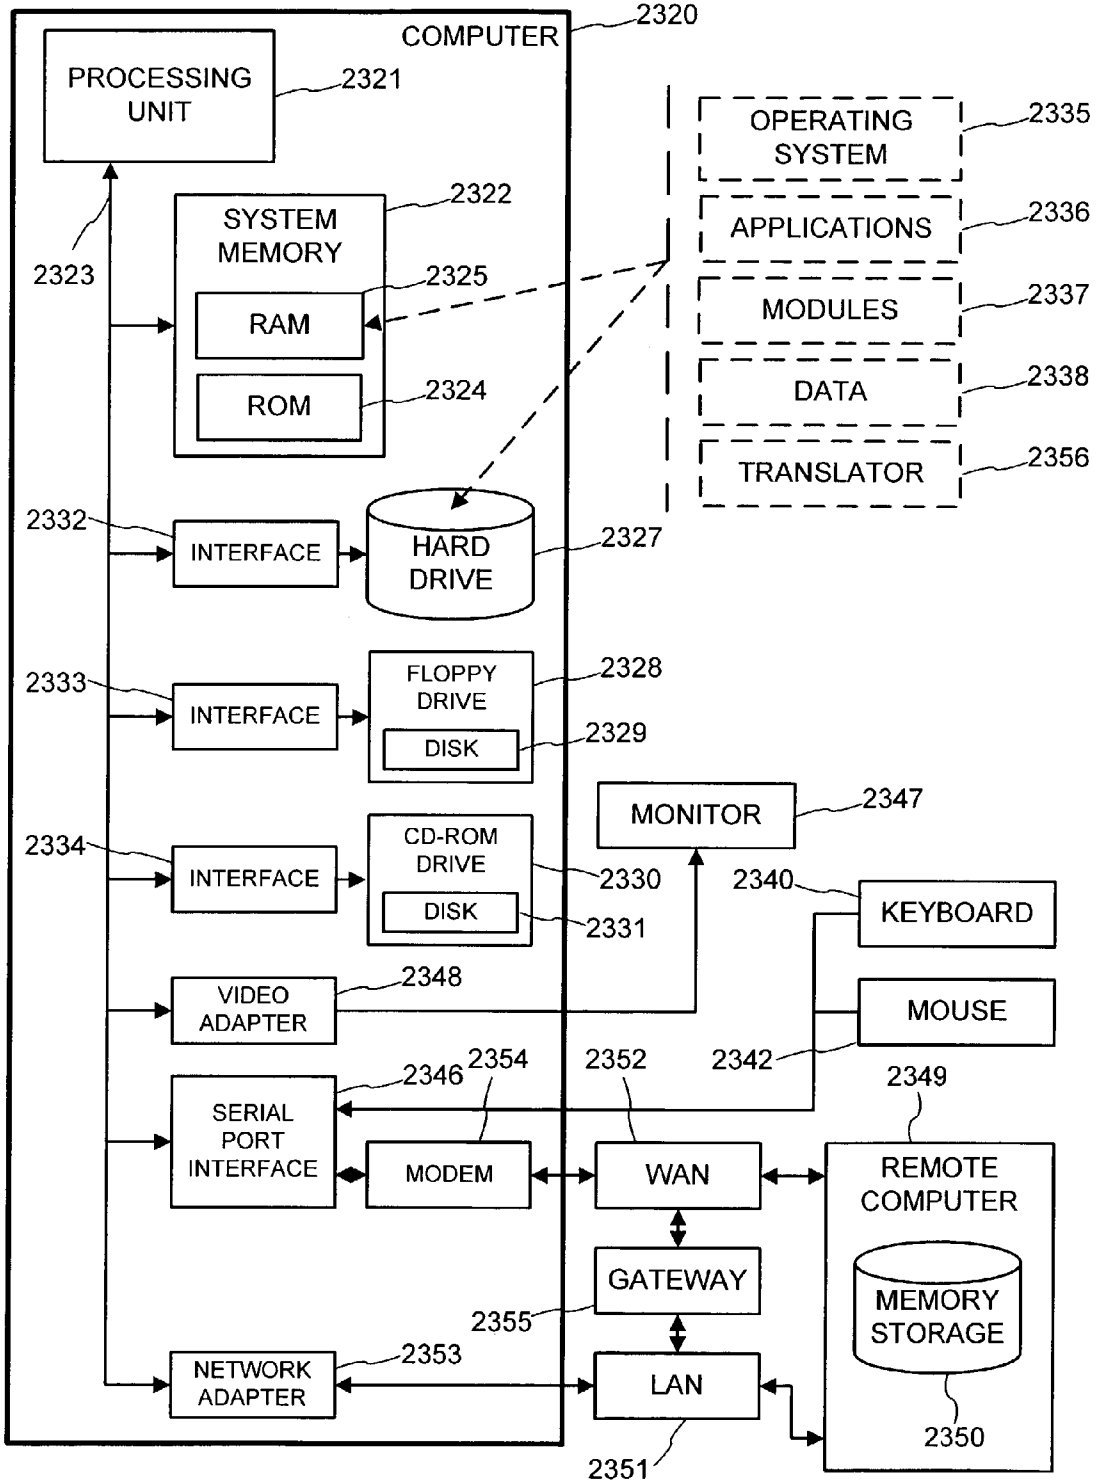 2320
COMPUTER
PROCESSING
UNIT
2321
2323
2322
SYSTEM
MEMORY
2325
RAM
2324
ROM
OPERATING
SYSTEM
2335
APPLICATIONS
2336
MODULES
2337
DATA
2338
TRANSLATOR
2356
2332
INTERFACE
HARD
DRIVE
2327
2333
INTERFACE
FLOPPY
DRIVE
2328
DISK
2329
2334
INTERFACE
CD-ROM
DRIVE
2330
DISK
2331
MONITOR
2347
2340
KEYBOARD
MOUSE
2342
VIDEO
ADAPTER
2348
2346
SERIAL
PORT
INTERFACE
2354
MODEM
2352
WAN
2349
REMOTE
COMPUTER
GATEWAY
2355
MEMORY
STORAGE
2350
NETWORK
ADAPTER
2353
LAN
2351